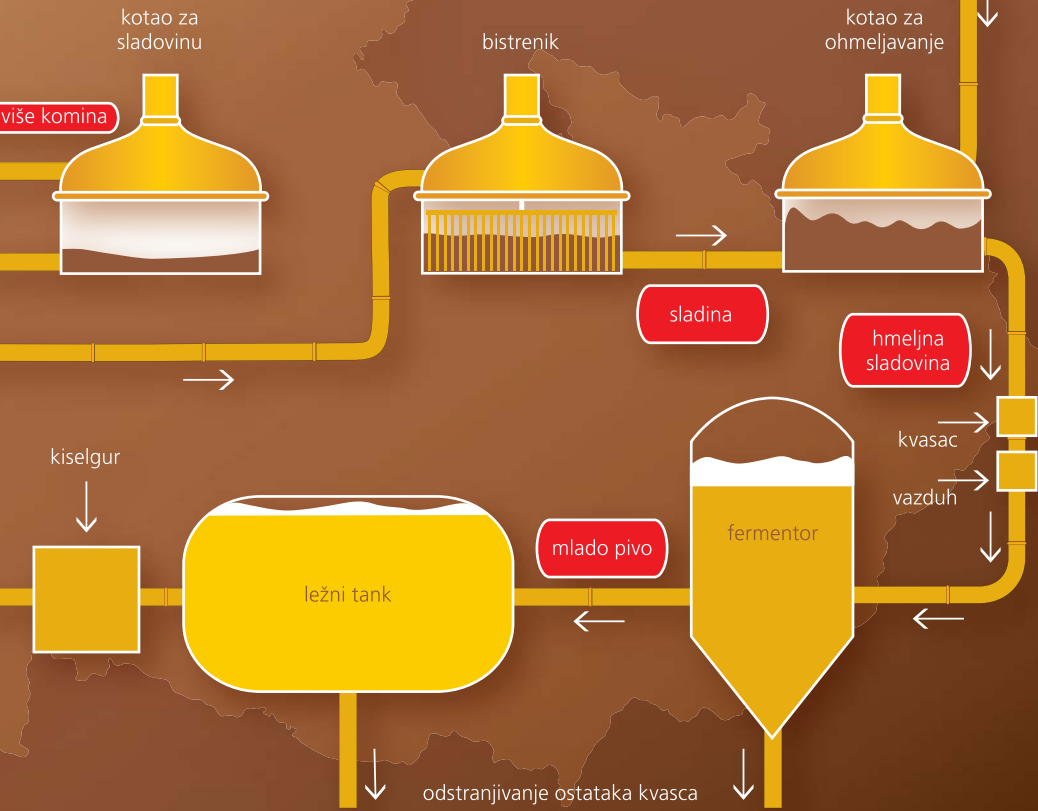 kotao za
sladovinu
bistrenik
kotao za
ohmeljavanje
više komina
sladina
hmeljna
sladovina
kvasac
vazduh
kiselgur
fermentor
mlado pivo
ležni tank
odstranjivanje ostataka kvasca